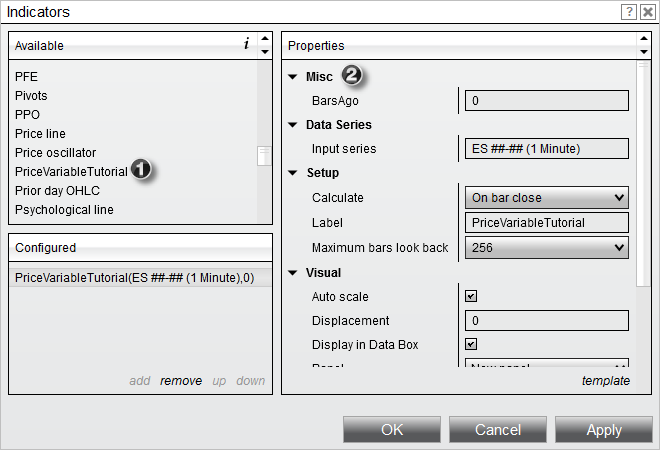 Indicators
?
Available i
PFE
Pivots
PPO
Price line
Price oscillator
PriceVariableTutorial 1
Prior day OHLC
Psychological line
Configured
PriceVariableTutorial(ES ##-## (1 Minute),0)
add remove up down
Properties
Misc 2
BarsAgo 0
Data Series
Input series ES ##-## (1 Minute)
Setup
Calculate On bar close
Label PriceVariableTutorial
Maximum bars look back 256
Visual
Auto scale
Displacement 0
Display in Data Box
Panel New panel
template
OK Cancel Apply